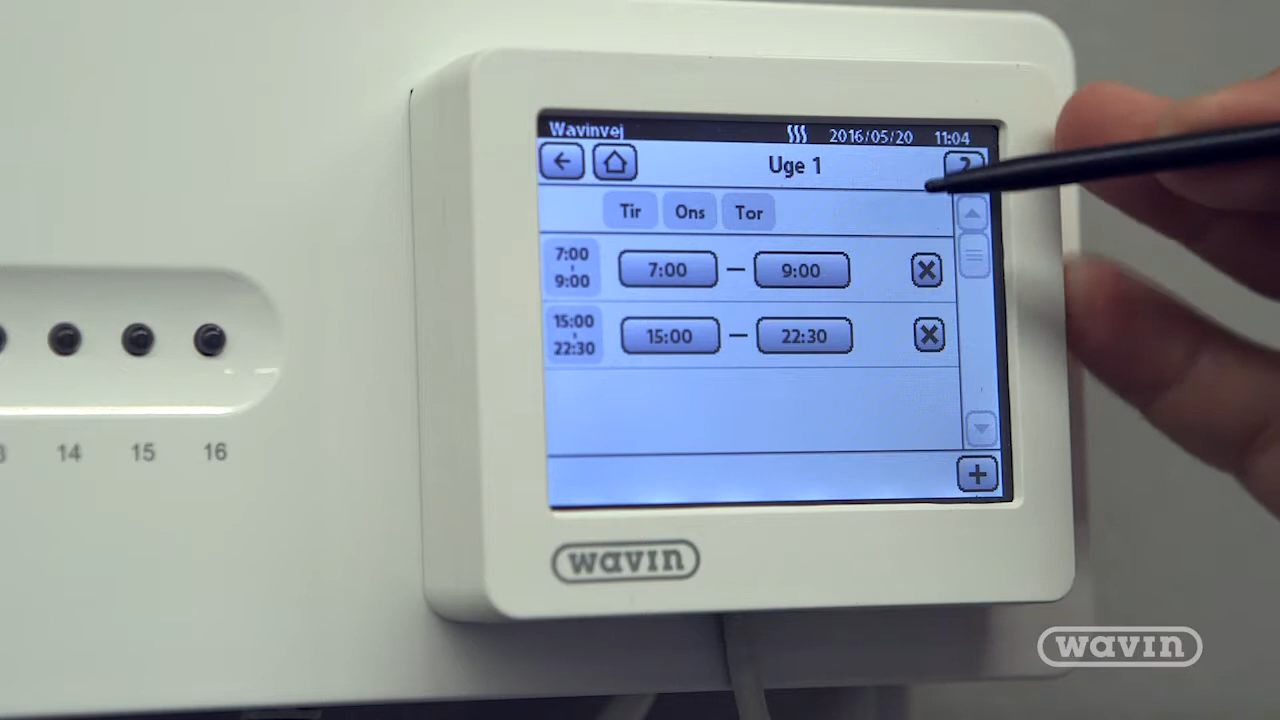 Wavinvej 2016/05/20 11:04
Uge 1 ?
Tir Ons Tor
7:00 - 9:00 7:00 – 9:00
15:00 - 22:30 15:00 – 22:30
wavin
14 15 16
wavin